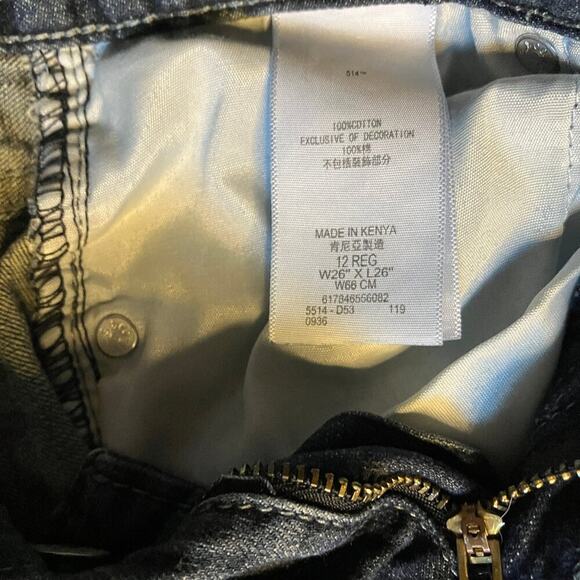 514™
100%COTTON
EXCLUSIVE OF DECORATION
100%棉
不包括裝飾部分
MADE IN KENYA
肯尼亞製造
12 REG
W26" X L26"
W66 CM
617846556082
5514 - D53 119
0936